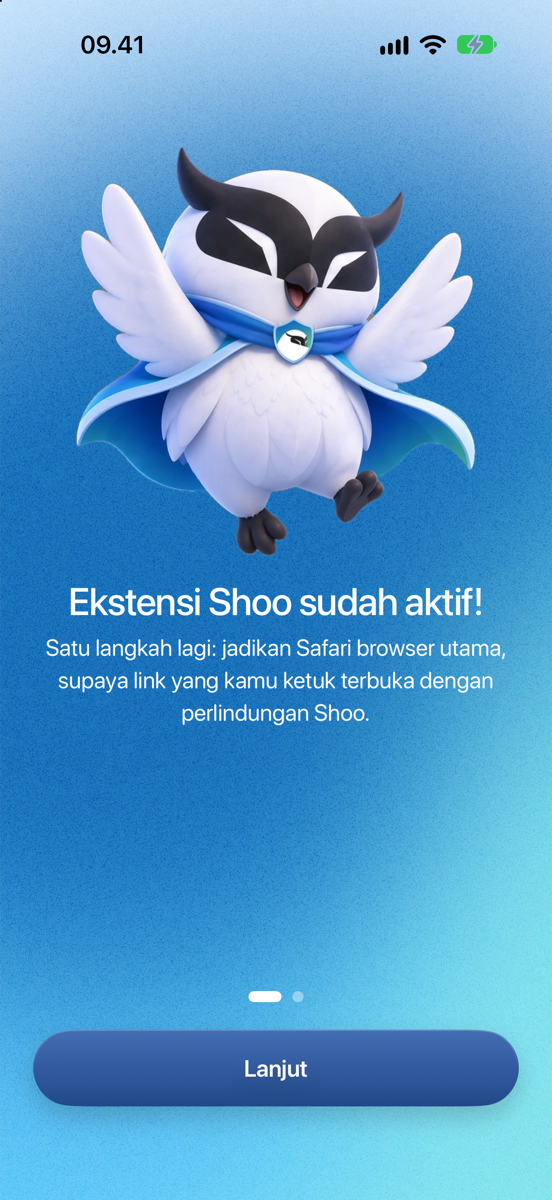 09.41
Ekstensi Shoo sudah aktif!
Satu langkah lagi: jadikan Safari browser utama,
supaya link yang kamu ketuk terbuka dengan
perlindungan Shoo.
Lanjut